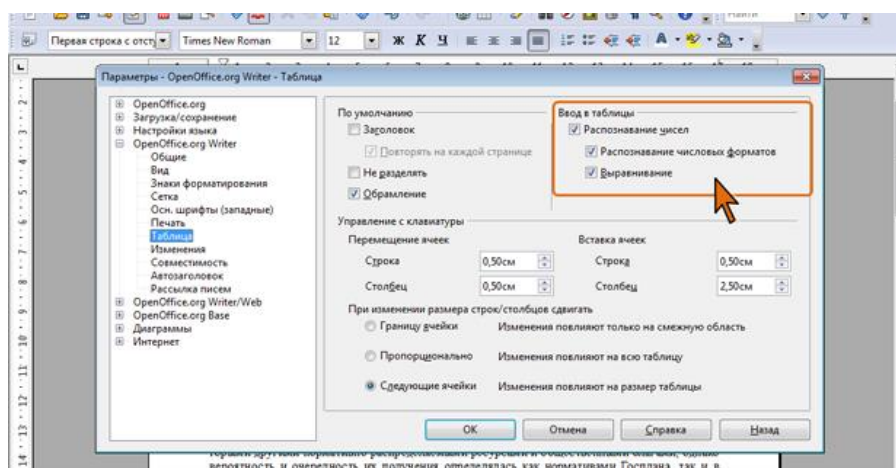 Первая строка с отст Times New Roman 12 Ж К Ч
Параметры - OpenOffice.org Writer - Таблица
OpenOffice.org
Загрузка/сохранение
Настройки языка
OpenOffice.org Writer
Общие
Вид
Знаки форматирования
Сетка
Осн. шрифты (западные)
Печать
Таблица
Изменения
Совместимость
Автозаголовок
Рассылка писем
OpenOffice.org Writer/Web
OpenOffice.org Base
Диаграммы
Интернет
По умолчанию
Заголовок
Повторять на каждой странице
Не разделять
Обрамление
Ввод в таблицы
Распознавание чисел
Распознавание числовых форматов
Выравнивание
Управление с клавиатуры
Перемещение ячеек Вставка ячеек
Строка 0,50см Строка 0,50см
Столбец 0,50см Столбец 2,50см
При изменении размера строк/столбцов сдвигать
Границу ячейки Изменения повлияют только на смежную область
Пропорционально Изменения повлияют на всю таблицу
Следующие ячейки Изменения повлияют на размер таблицы
OK Отмена Справка Назад
вероятность и очередность их получения определялась как нормативами Госплана, так и в